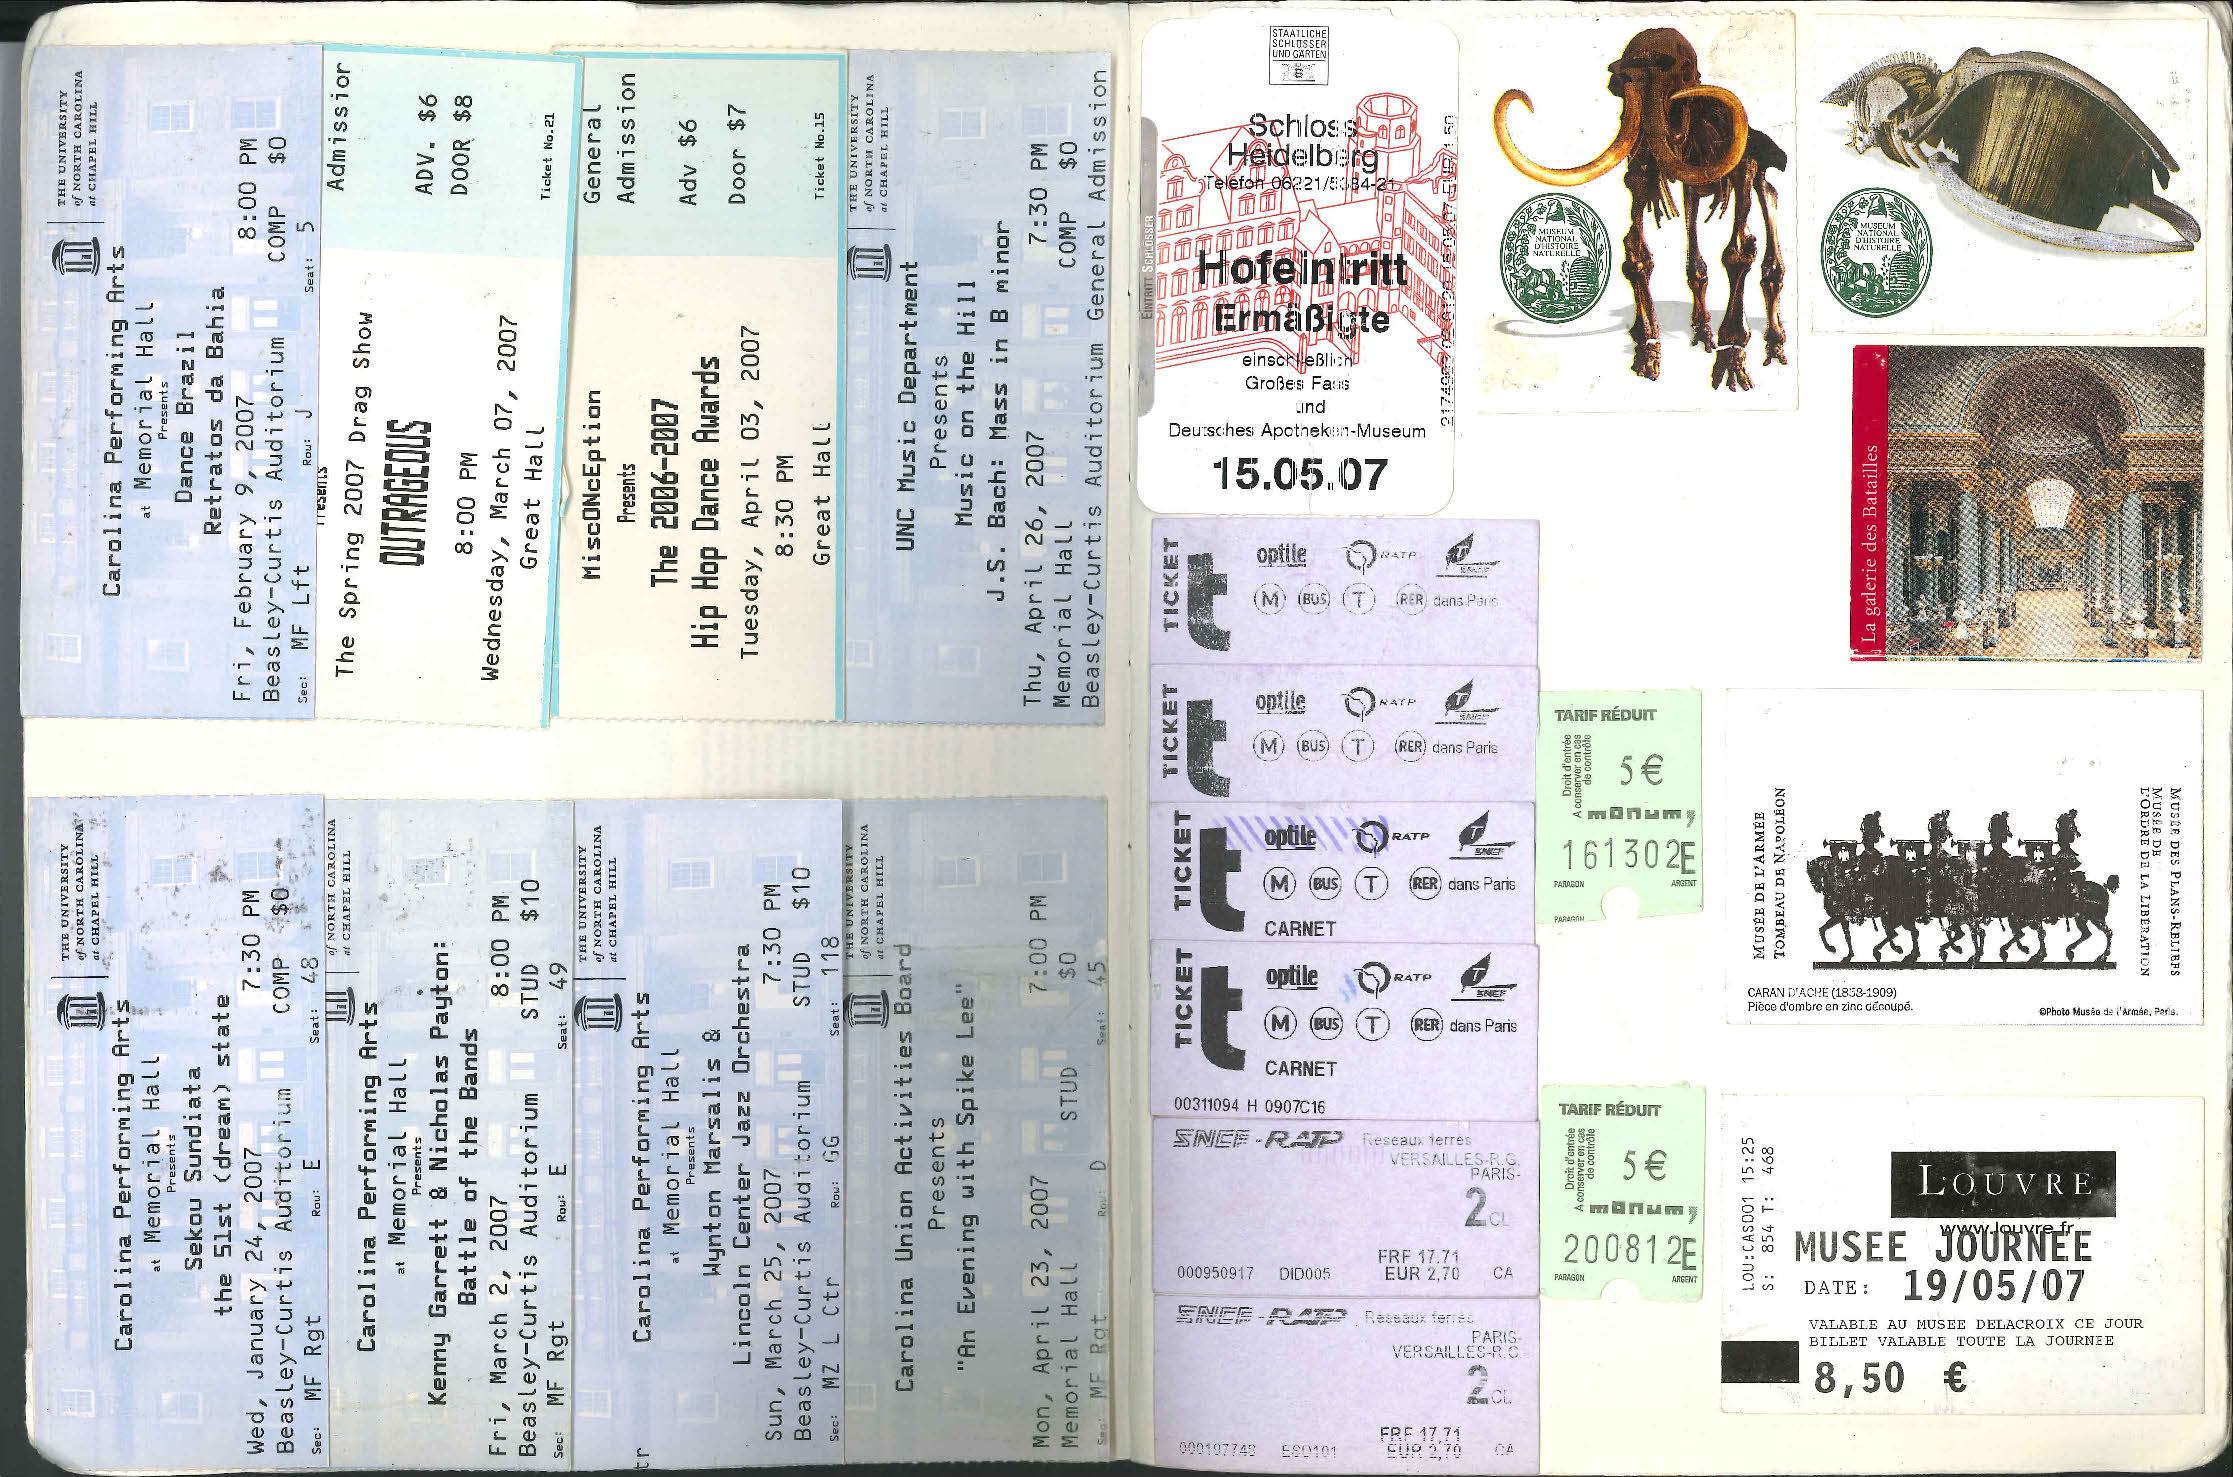 THE UNIVERSITY
of NORTH CAROLINA
at CHAPEL HILL
Carolina Performing Arts
at Memorial Hall
Presents
Dance Brazil
Retratos da Bahia
Fri, February 9, 2007 8:00 PM
Beasley-Curtis Auditorium COMP $0
Sec: MF Lft Row: J Seat: 5
Presents
The Spring 2007 Drag Show
OUTRAGEOUS
8:00 PM
Wednesday, March 07, 2007
Great Hall
Admission
ADV. $6
DOOR $8
Ticket No.21
MiscONcEption
Presents
The 2006-2007
Hip Hop Dance Awards
Tuesday, April 03, 2007
8:30 PM
Great Hall
General
Admission
Adv $6
Door $7
Ticket No.15
THE UNIVERSITY
of NORTH CAROLINA
at CHAPEL HILL
UNC Music Department
Presents
Music on the Hill
J.S. Bach: Mass in B minor
Thu, April 26, 2007 7:30 PM
Memorial Hall COMP $0
Beasley-Curtis Auditorium General Admission
THE UNIVERSITY
of NORTH CAROLINA
at CHAPEL HILL
Carolina Performing Arts
at Memorial Hall
Presents
Sekou Sundiata
the 51st (dream) state
Wed, January 24, 2007 7:30 PM
Beasley-Curtis Auditorium COMP $0
Sec: MF Rgt Row: E Seat: 48
of NORTH CAROLINA
at CHAPEL HILL
Carolina Performing Arts
at Memorial Hall
Presents
Kenny Garrett & Nicholas Payton:
Battle of the Bands
Fri, March 2, 2007 8:00 PM
Beasley-Curtis Auditorium STUD $10
Sec: MF Rgt Row: E Seat: 49
THE UNIVERSITY
of NORTH CAROLINA
at CHAPEL HILL
Carolina Performing Arts
at Memorial Hall
Presents
Wynton Marsalis &
Lincoln Center Jazz Orchestra
Sun, March 25, 2007 7:30 PM
Beasley-Curtis Auditorium STUD $10
Sec: MZ L Ctr Row: GG Seat: 118
THE UNIVERSITY
of NORTH CAROLINA
at CHAPEL HILL
Carolina Union Activities Board
Presents
"An Evening with Spike Lee"
Mon, April 23, 2007 7:00 PM
Memorial Hall STUD $0
Sec: MF Rgt Row: D Seat: 45
STAATLICHE
SCHLÖSSER
UND GÄRTEN
EINTRITT SCHLÖSSER
Schloss
Heidelberg
Telefon 06221/5384-21
Hofeintritt
Ermäßigte
einschließlich
Großes Fass
und
Deutsches Apotheken-Museum
15.05.07
MUSEUM
NATIONAL
D'HISTOIRE
NATURELLE
MUSEUM
NATIONAL
D'HISTOIRE
NATURELLE
La galerie des Batailles
TICKET
t
optile RATP SNCF
M BUS T RER dans Paris
TICKET
t
optile RATP SNCF
M BUS T RER dans Paris
TICKET
t
optile RATP SNCF
M BUS T RER dans Paris
CARNET
TICKET
t
optile RATP SNCF
M BUS T RER dans Paris
CARNET
00311094 H 0907C16
SNCF-RATP Reseaux ferres
VERSAILLES-R.G.
PARIS-
2CL
FRF 17,71
000950917 DID005 EUR 2,70 CA
SNCF-RATP Reseaux ferres
PARIS-
VERSAILLES-R.G.
2CL
FRF 17,71
EUR 2,70 CA
TARIF RÉDUIT
Droit d'entrée
A conserver en cas
de contrôle
5€
monum,
161302E
PARAGON ARGENT
PARAGON
TARIF RÉDUIT
Droit d'entrée
A conserver en cas
de contrôle
5€
monum,
200812E
PARAGON ARGENT
MUSÉE DE L'ARMÉE
TOMBEAU DE NAPOLÉON
MUSÉE DES PLANS-RELIEFS
MUSÉE DE
L'ORDRE DE LA LIBÉRATION
CARAN D'ACHE (1858-1909)
Pièce d'ombre en zinc découpé.
©Photo Musée de l'Armée, Paris.
LOU:CAS001 15:25
S: 854 T: 468
LOUVRE
www.louvre.fr
MUSEE JOURNEE
DATE: 19/05/07
VALABLE AU MUSEE DELACROIX CE JOUR
BILLET VALABLE TOUTE LA JOURNEE
8,50 €